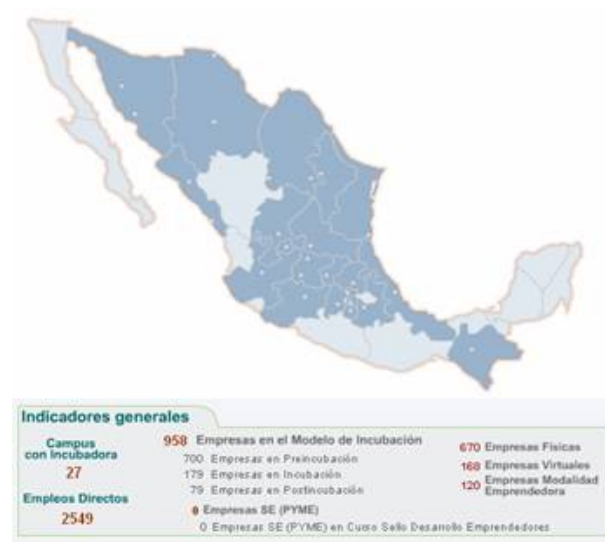 Indicadores generales
Campus
con Incubadora
27
Empleos Directos
2549
958 Empresas en el Modelo de Incubación
700 Empresas en Preincubación
179 Empresas en Incubación
79 Empresas en Postincubación
0 Empresas SE (PYME)
0 Empresas SE (PYME) en Curso Sello Desarrollo Emprendedores
670 Empresas Físicas
168 Empresas Virtuales
120 Empresas Modalidad
Emprendedora